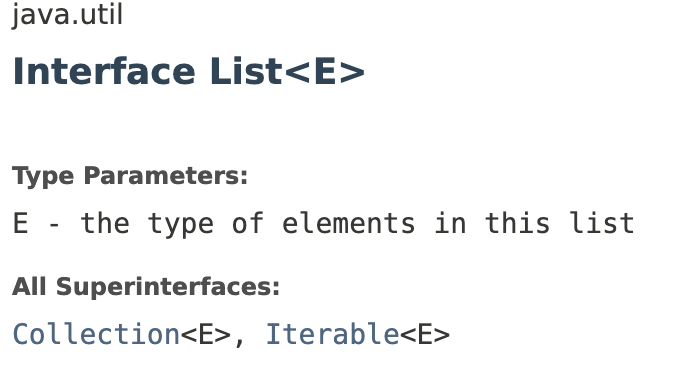 java.util
Interface List<E>
Type Parameters:
E - the type of elements in this list
All Superinterfaces:
Collection<E>, Iterable<E>